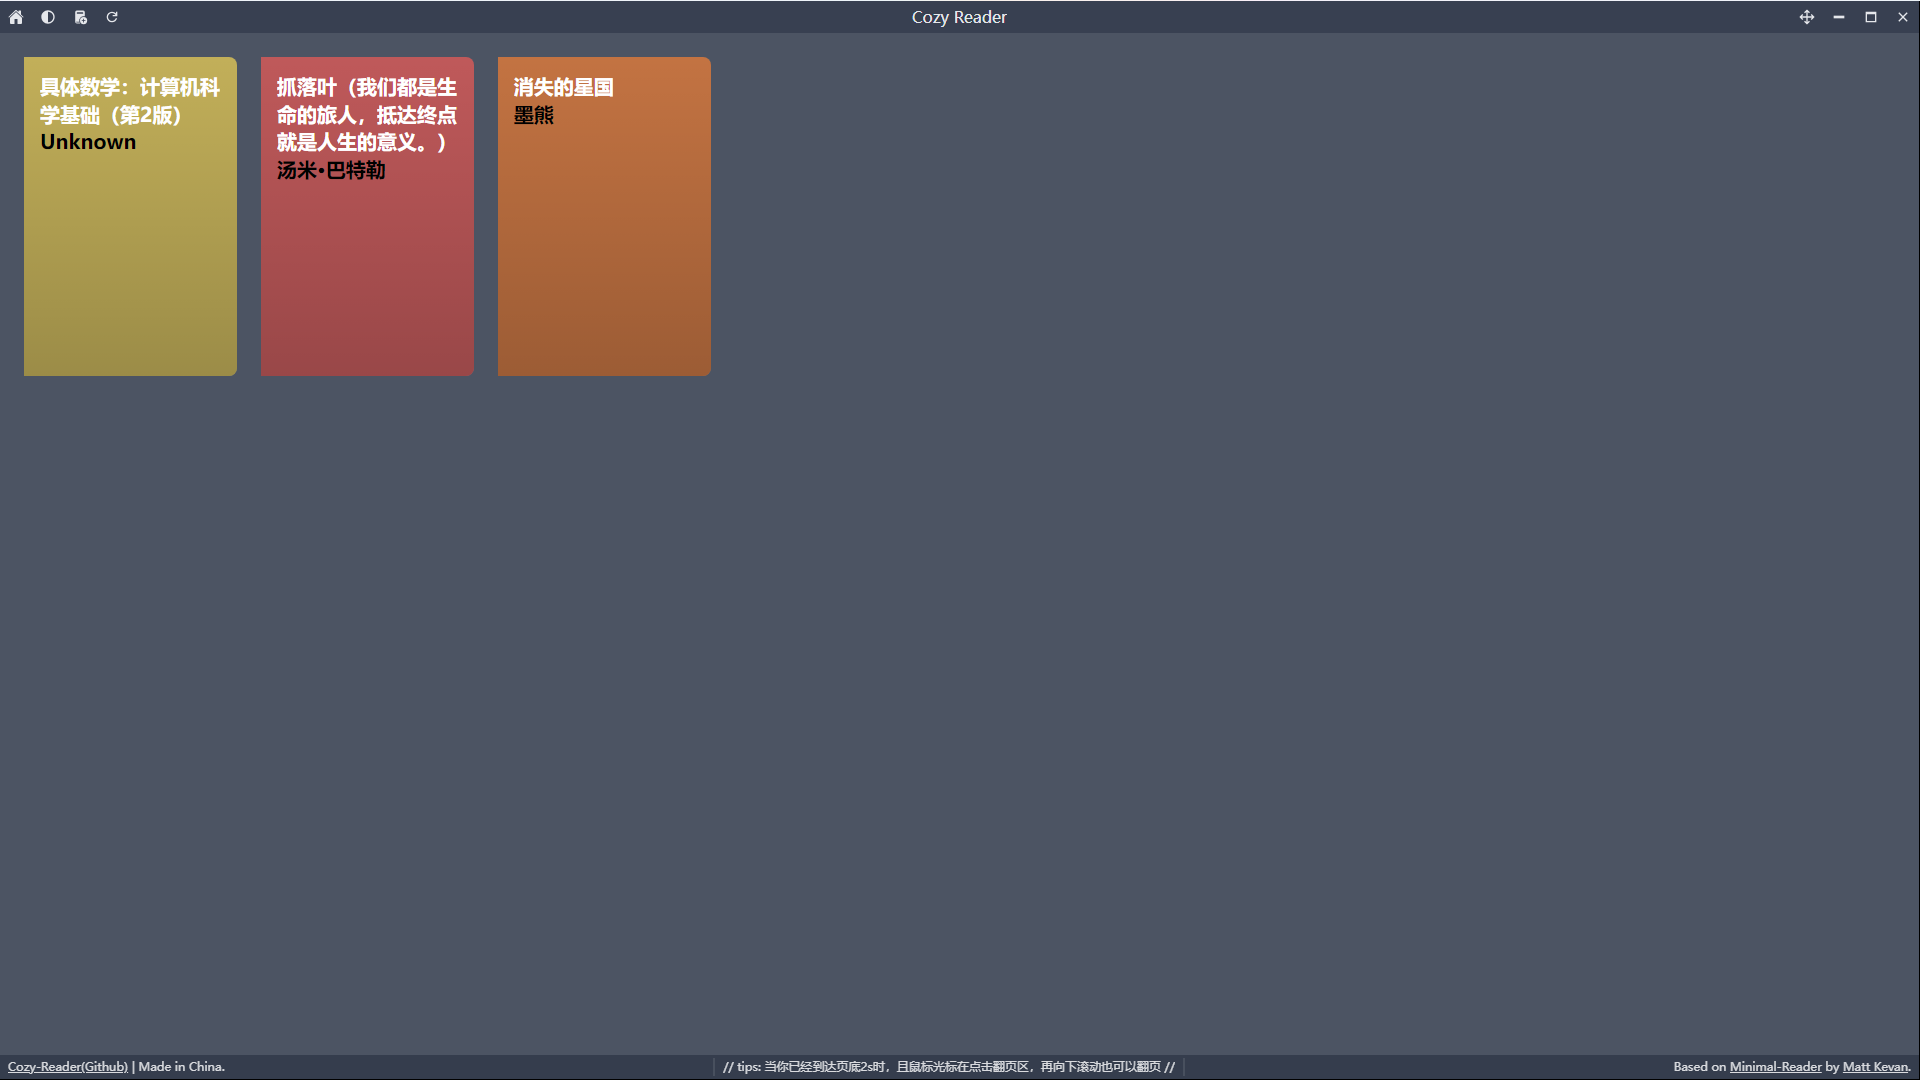 Cozy Reader
具体数学：计算机科
学基础（第2版）
Unknown
抓落叶（我们都是生
命的旅人，抵达终点
就是人生的意义。）
汤米•巴特勒
消失的星国
墨熊
Cozy-Reader(Github) | Made in China.
// tips: 当你已经到达页底2s时，且鼠标光标在点击翻页区，再向下滚动也可以翻页 //
Based on Minimal-Reader by Matt Kevan.